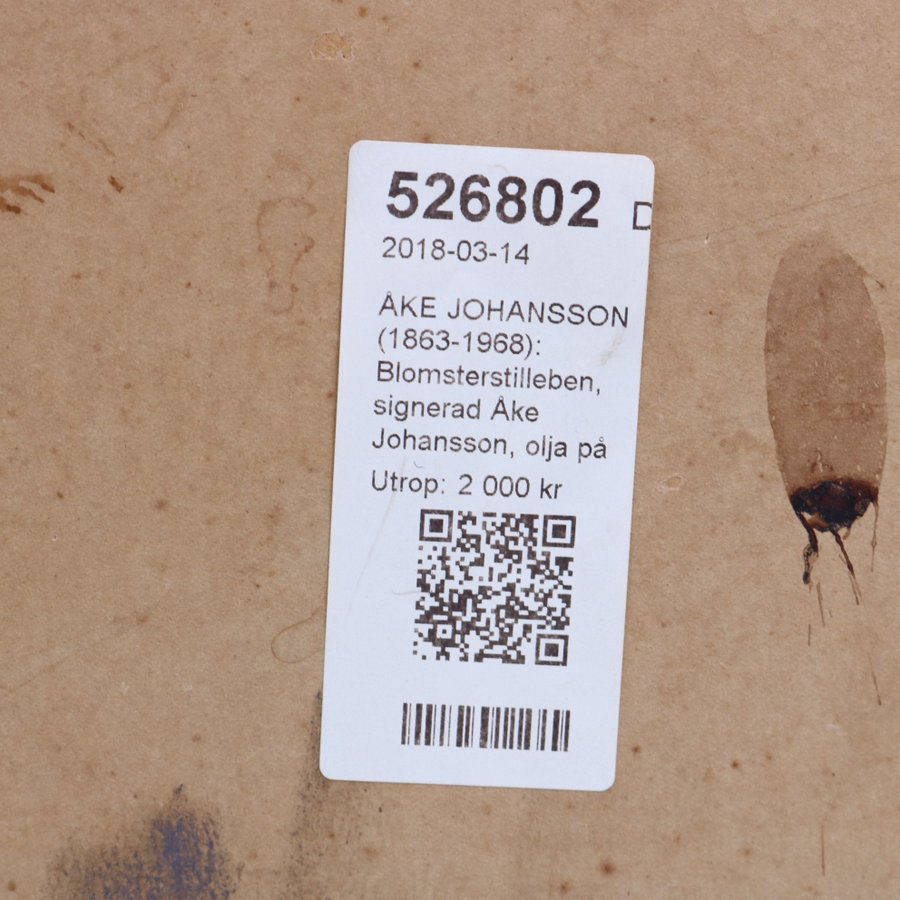 526802 D
2018-03-14
ÅKE JOHANSSON
(1863-1968):
Blomsterstilleben,
signerad Åke
Johansson, olja på
Utrop: 2 000 kr